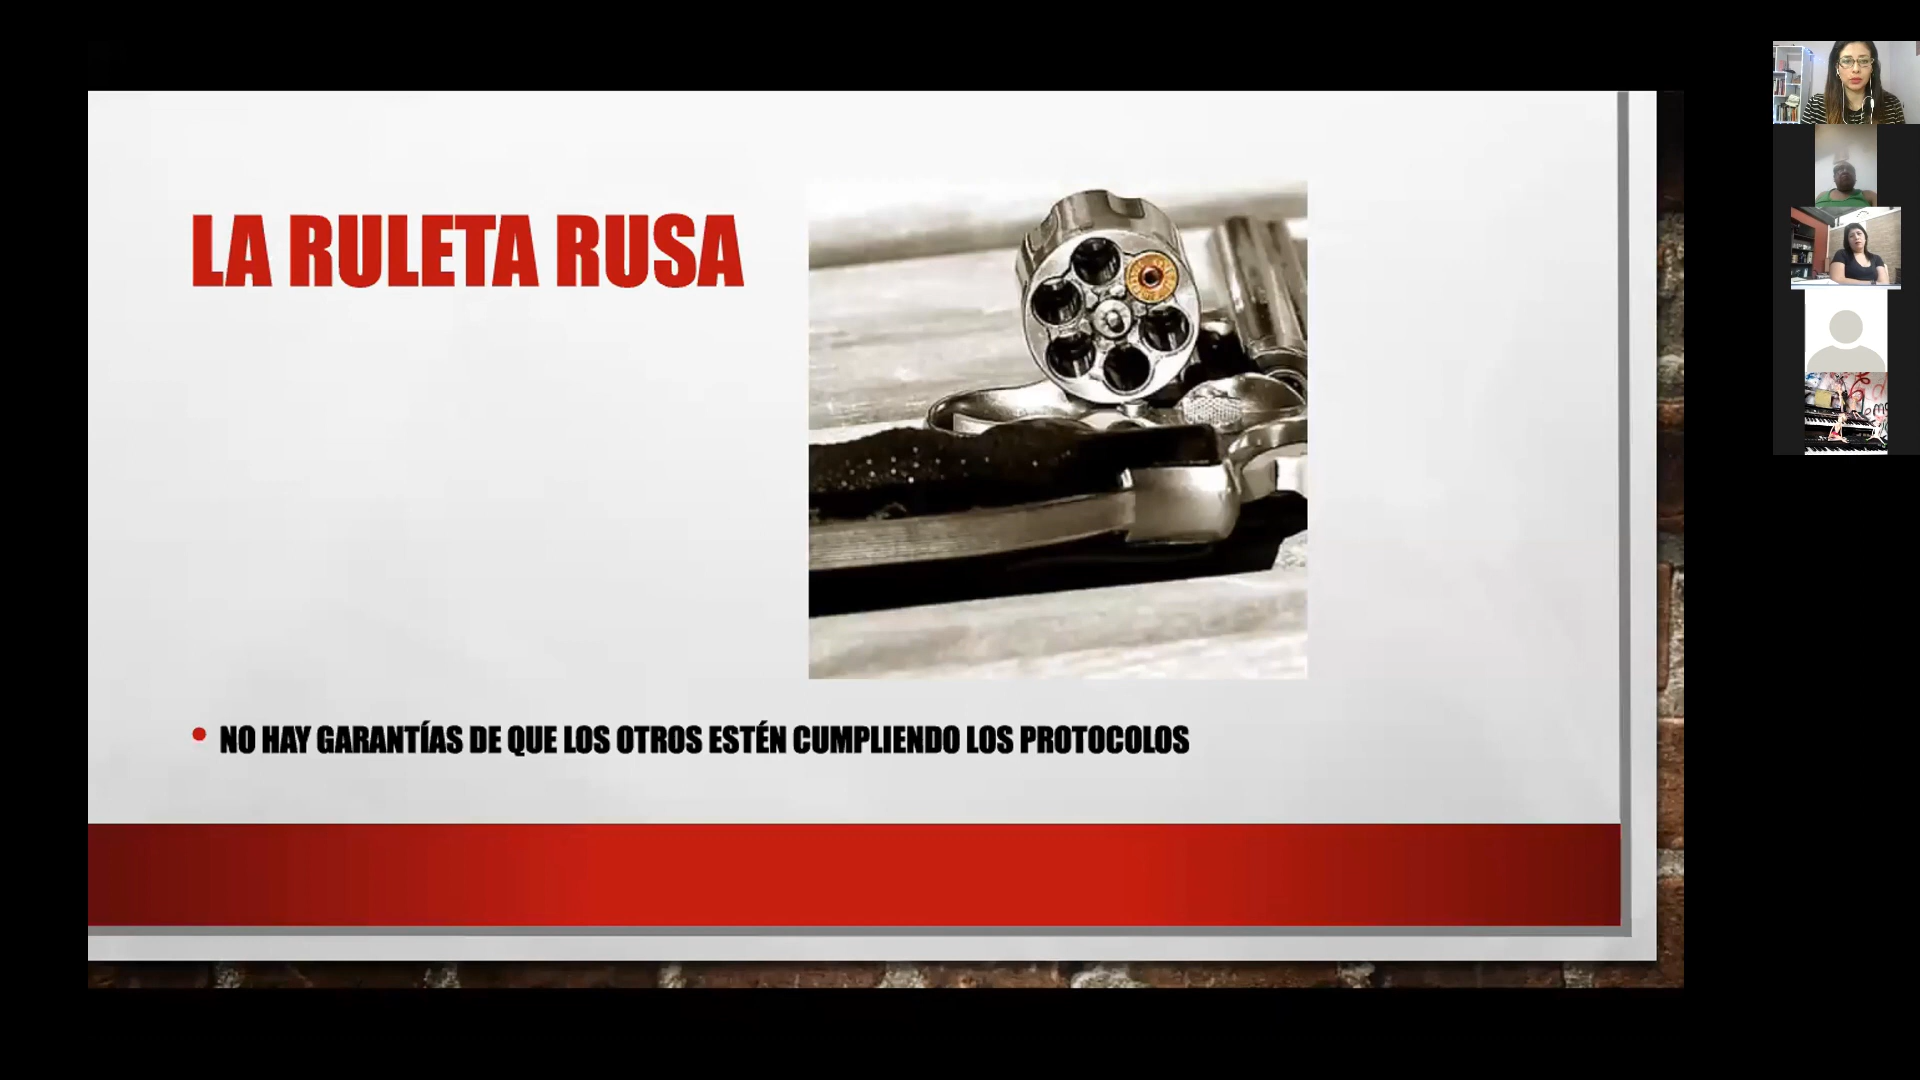 LA RULETA RUSA
• NO HAY GARANTÍAS DE QUE LOS OTROS ESTÉN CUMPLIENDO LOS PROTOCOLOS